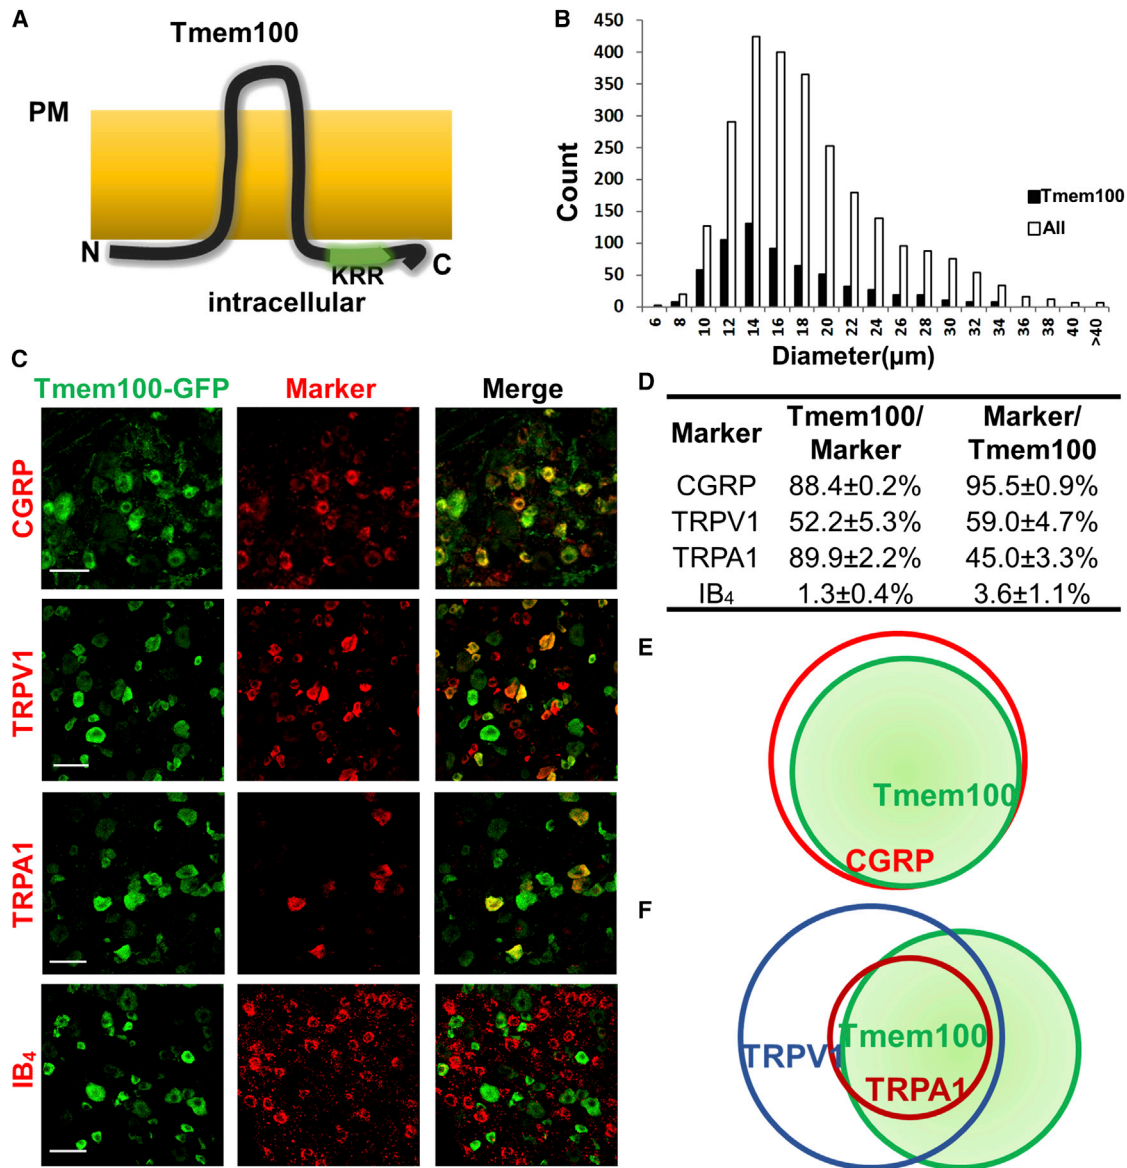 A
Tmem100
PM
N
KRR
C
intracellular
B
450
400
350
300
250
200
150
100
50
0
Count
6
8
10
12
14
16
18
20
22
24
26
28
30
32
34
36
38
40
>40
Diameter(μm)
Tmem100
All
C
Tmem100-GFP Marker Merge
CGRP
TRPV1
TRPA1
IB₄
D
Marker Tmem100/ Marker/
Marker Tmem100
CGRP 88.4±0.2% 95.5±0.9%
TRPV1 52.2±5.3% 59.0±4.7%
TRPA1 89.9±2.2% 45.0±3.3%
IB₄ 1.3±0.4% 3.6±1.1%
E
Tmem100
CGRP
F
Tmem100
TRPV1
TRPA1